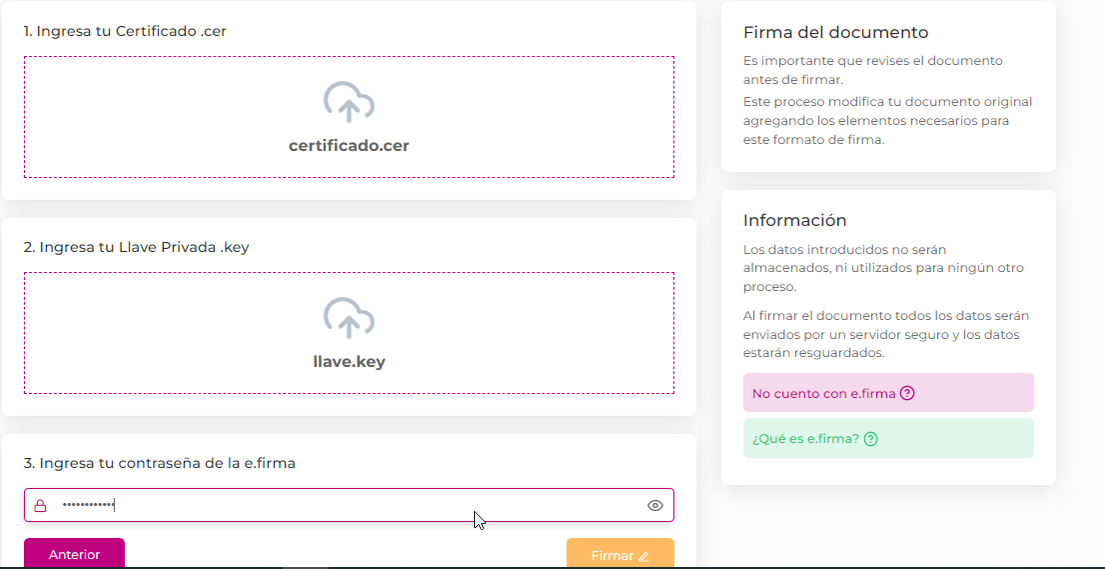 1. Ingresa tu Certificado .cer
certificado.cer
2. Ingresa tu Llave Privada .key
llave.key
3. Ingresa tu contraseña de la e.firma
••••••••••••
Anterior
Firmar
Firma del documento
Es importante que revises el documento
antes de firmar.
Este proceso modifica tu documento original
agregando los elementos necesarios para
este formato de firma.
Información
Los datos introducidos no serán
almacenados, ni utilizados para ningún otro
proceso.
Al firmar el documento todos los datos serán
enviados por un servidor seguro y los datos
estarán resguardados.
No cuento con e.firma ?
¿Qué es e.firma? ?